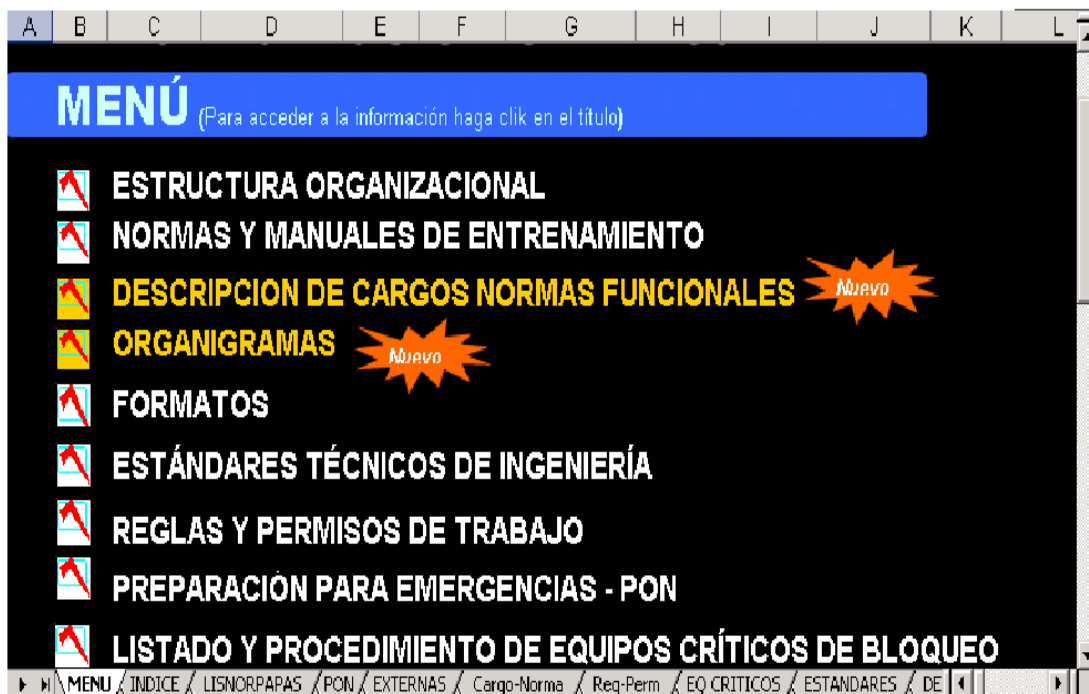 A B C D E F G H I J K L
MENÚ (Para acceder a la información haga clik en el título)
ESTRUCTURA ORGANIZACIONAL
NORMAS Y MANUALES DE ENTRENAMIENTO
DESCRIPCION DE CARGOS NORMAS FUNCIONALES Nuevo
ORGANIGRAMAS Nuevo
FORMATOS
ESTÁNDARES TÉCNICOS DE INGENIERÍA
REGLAS Y PERMISOS DE TRABAJO
PREPARACIÓN PARA EMERGENCIAS - PON
LISTADO Y PROCEDIMIENTO DE EQUIPOS CRÍTICOS DE BLOQUEO
MENU / INDICE / LISNORPAPAS / PON / EXTERNAS / Cargo-Norma / Reg-Perm / EQ CRITICOS / ESTANDARES / DE